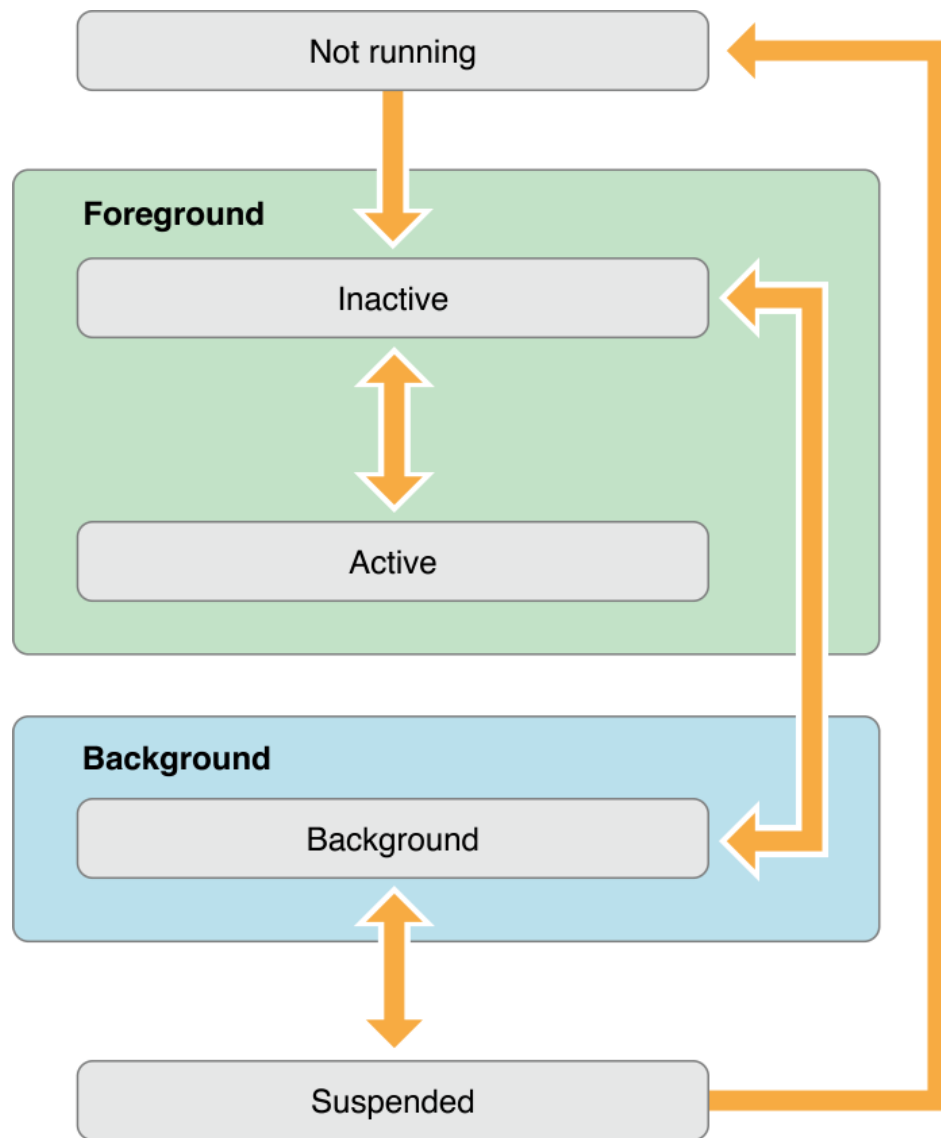 Not running
Foreground
Inactive
Active
Background
Background
Suspended